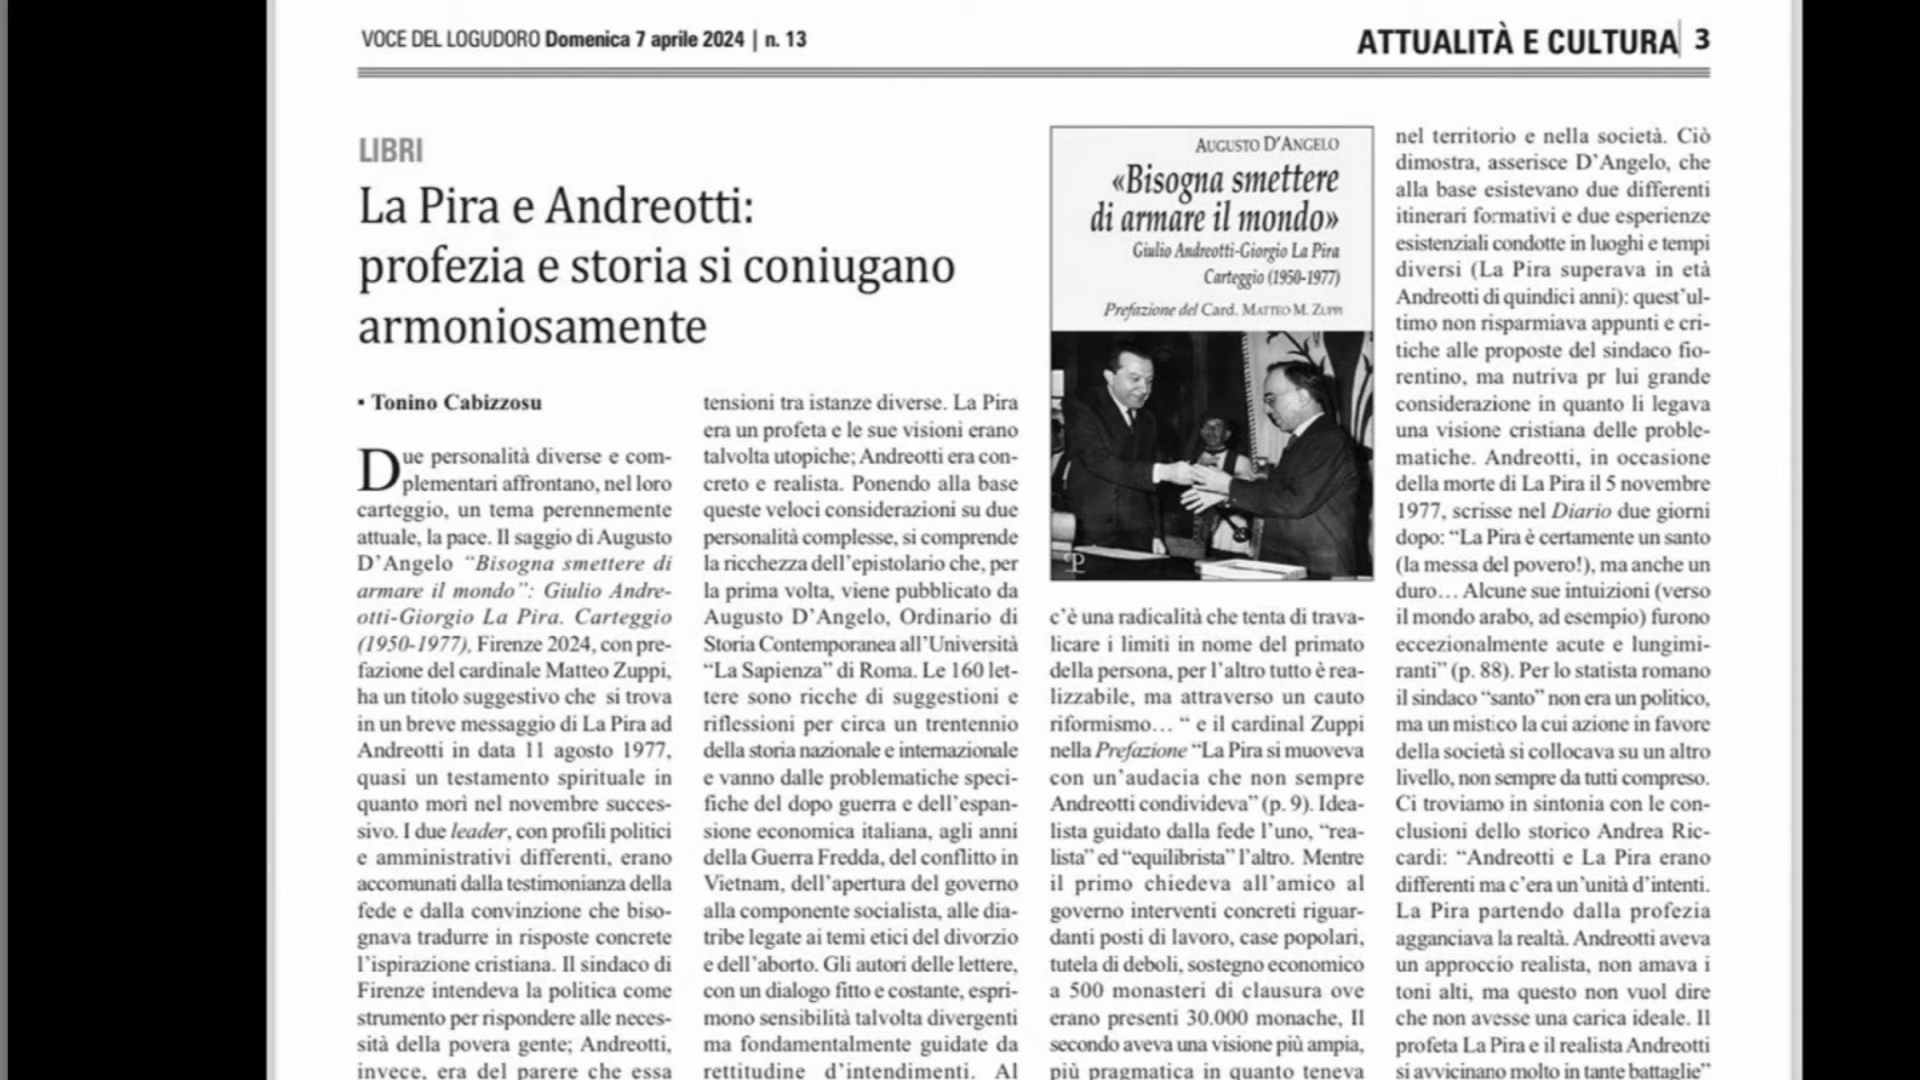 VOCE DEL LOGUDORO Domenica 7 aprile 2024 | n. 13
ATTUALITÀ E CULTURA 3
LIBRI
La Pira e Andreotti:
profezia e storia si coniugano
armoniosamente
▪ Tonino Cabizzosu
Due personalità diverse e com-
plementari affrontano, nel loro
carteggio, un tema perennemente
attuale, la pace. Il saggio di Augusto
D’Angelo “Bisogna smettere di
armare il mondo”: Giulio Andre-
otti-Giorgio La Pira. Carteggio
(1950-1977), Firenze 2024, con pre-
fazione del cardinale Matteo Zuppi,
ha un titolo suggestivo che si trova
in un breve messaggio di La Pira ad
Andreotti in data 11 agosto 1977,
quasi un testamento spirituale in
quanto morì nel novembre succes-
sivo. I due leader, con profili politici
e amministrativi differenti, erano
accomunati dalla testimonianza della
fede e dalla convinzione che biso-
gnava tradurre in risposte concrete
l’ispirazione cristiana. Il sindaco di
Firenze intendeva la politica come
strumento per rispondere alle neces-
sità della povera gente; Andreotti,
invece, era del parere che essa
tensioni tra istanze diverse. La Pira
era un profeta e le sue visioni erano
talvolta utopiche; Andreotti era con-
creto e realista. Ponendo alla base
queste veloci considerazioni su due
personalità complesse, si comprende
la ricchezza dell’epistolario che, per
la prima volta, viene pubblicato da
Augusto D’Angelo, Ordinario di
Storia Contemporanea all’Università
“La Sapienza” di Roma. Le 160 let-
tere sono ricche di suggestioni e
riflessioni per circa un trentennio
della storia nazionale e internazionale
e vanno dalle problematiche speci-
fiche del dopo guerra e dell’espan-
sione economica italiana, agli anni
della Guerra Fredda, del conflitto in
Vietnam, dell’apertura del governo
alla componente socialista, alle dia-
tribe legate ai temi etici del divorzio
e dell’aborto. Gli autori delle lettere,
con un dialogo fitto e costante, espri-
mono sensibilità talvolta divergenti
ma fondamentalmente guidate da
rettitudine d’intendimenti. Al
AUGUSTO D’ANGELO
«Bisogna smettere
di armare il mondo»
Giulio Andreotti-Giorgio La Pira
Carteggio (1950-1977)
Prefazione del Card. MATTEO M. ZUPPI
c’è una radicalità che tenta di trava-
licare i limiti in nome del primato
della persona, per l’altro tutto è rea-
lizzabile, ma attraverso un cauto
riformismo… “ e il cardinal Zuppi
nella Prefazione “La Pira si muoveva
con un’audacia che non sempre
Andreotti condivideva” (p. 9). Idea-
lista guidato dalla fede l’uno, “rea-
lista” ed “equilibrista” l’altro. Mentre
il primo chiedeva all’amico al
governo interventi concreti riguar-
danti posti di lavoro, case popolari,
tutela di deboli, sostegno economico
a 500 monasteri di clausura ove
erano presenti 30.000 monache, Il
secondo aveva una visione più ampia,
più pragmatica in quanto teneva
nel territorio e nella società. Ciò
dimostra, asserisce D’Angelo, che
alla base esistevano due differenti
itinerari formativi e due esperienze
esistenziali condotte in luoghi e tempi
diversi (La Pira superava in età
Andreotti di quindici anni): quest’ul-
timo non risparmiava appunti e cri-
tiche alle proposte del sindaco fio-
rentino, ma nutriva pr lui grande
considerazione in quanto li legava
una visione cristiana delle proble-
matiche. Andreotti, in occasione
della morte di La Pira il 5 novembre
1977, scrisse nel Diario due giorni
dopo: “La Pira è certamente un santo
(la messa del povero!), ma anche un
duro… Alcune sue intuizioni (verso
il mondo arabo, ad esempio) furono
eccezionalmente acute e lungimi-
ranti” (p. 88). Per lo statista romano
il sindaco “santo” non era un politico,
ma un mistico la cui azione in favore
della società si collocava su un altro
livello, non sempre da tutti compreso.
Ci troviamo in sintonia con le con-
clusioni dello storico Andrea Ric-
cardi: “Andreotti e La Pira erano
differenti ma c’era un’unità d’intenti.
La Pira partendo dalla profezia
agganciava la realtà. Andreotti aveva
un approccio realista, non amava i
toni alti, ma questo non vuol dire
che non avesse una carica ideale. Il
profeta La Pira e il realista Andreotti
si avvicinano molto in tante battaglie”